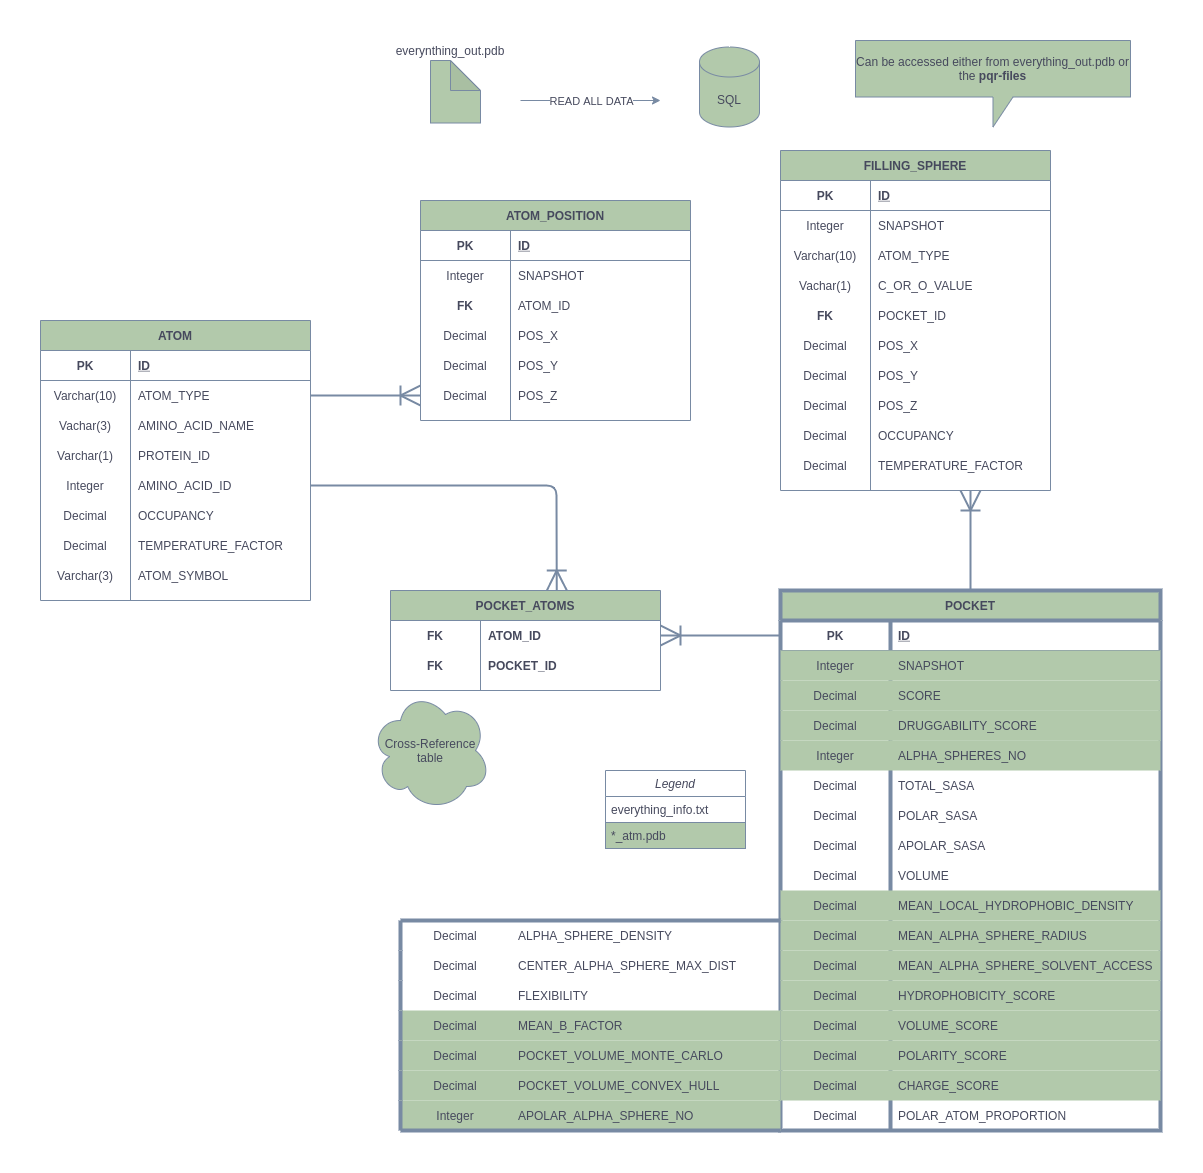 everynthing_out.pdb
READ ALL DATA
SQL
Can be accessed either from everything_out.pdb or
the pqr-files
FILLING_SPHERE
PK ID
Integer SNAPSHOT
Varchar(10) ATOM_TYPE
Vachar(1) C_OR_O_VALUE
FK POCKET_ID
Decimal POS_X
Decimal POS_Y
Decimal POS_Z
Decimal OCCUPANCY
Decimal TEMPERATURE_FACTOR
ATOM_POSITION
PK ID
Integer SNAPSHOT
FK ATOM_ID
Decimal POS_X
Decimal POS_Y
Decimal POS_Z
ATOM
PK ID
Varchar(10) ATOM_TYPE
Vachar(3) AMINO_ACID_NAME
Varchar(1) PROTEIN_ID
Integer AMINO_ACID_ID
Decimal OCCUPANCY
Decimal TEMPERATURE_FACTOR
Varchar(3) ATOM_SYMBOL
POCKET_ATOMS
FK ATOM_ID
FK POCKET_ID
Cross-Reference
table
Legend
everything_info.txt
*_atm.pdb
POCKET
PK ID
Integer SNAPSHOT
Decimal SCORE
Decimal DRUGGABILITY_SCORE
Integer ALPHA_SPHERES_NO
Decimal TOTAL_SASA
Decimal POLAR_SASA
Decimal APOLAR_SASA
Decimal VOLUME
Decimal MEAN_LOCAL_HYDROPHOBIC_DENSITY
Decimal MEAN_ALPHA_SPHERE_RADIUS
Decimal MEAN_ALPHA_SPHERE_SOLVENT_ACCESS
Decimal HYDROPHOBICITY_SCORE
Decimal VOLUME_SCORE
Decimal POLARITY_SCORE
Decimal CHARGE_SCORE
Decimal POLAR_ATOM_PROPORTION
Decimal ALPHA_SPHERE_DENSITY
Decimal CENTER_ALPHA_SPHERE_MAX_DIST
Decimal FLEXIBILITY
Decimal MEAN_B_FACTOR
Decimal POCKET_VOLUME_MONTE_CARLO
Decimal POCKET_VOLUME_CONVEX_HULL
Integer APOLAR_ALPHA_SPHERE_NO